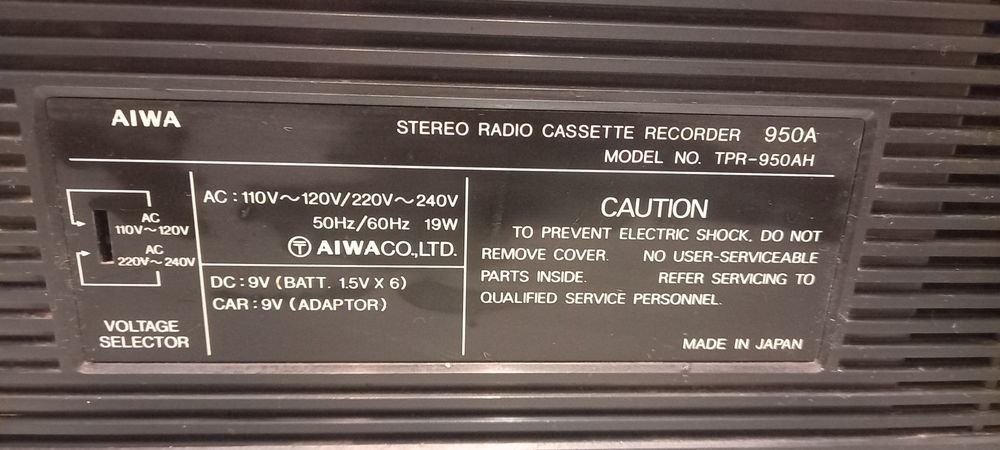 AIWA
STEREO RADIO CASSETTE RECORDER 950A
MODEL NO. TPR-950AH
AC
110V~120V
AC
220V~240V
VOLTAGE
SELECTOR
AC : 110V~120V/220V~240V
50Hz/60Hz 19W
〒 AIWA CO.,LTD.
DC : 9V (BATT. 1.5V X 6)
CAR : 9V (ADAPTOR)
CAUTION
TO PREVENT ELECTRIC SHOCK, DO NOT
REMOVE COVER. NO USER-SERVICEABLE
PARTS INSIDE. REFER SERVICING TO
QUALIFIED SERVICE PERSONNEL.
MADE IN JAPAN